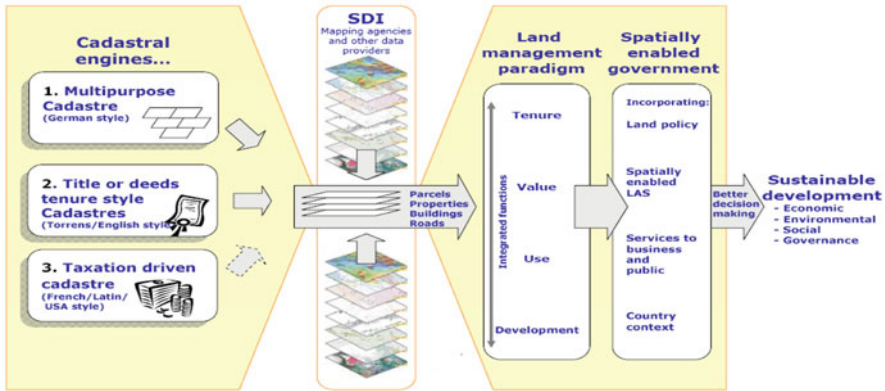 Cadastral
engines...
1. Multipurpose
Cadastre
(German style)
2. Title or deeds
tenure style
Cadastres
(Torrens/English style)
3. Taxation driven
cadastre
(French/Latin/
USA style)
SDI
Mapping agencies
and other data
providers
Parcels
Properties
Buildings
Roads
Land
management
paradigm
Integrated functions
Tenure
Value
Use
Development
Spatially
enabled
government
Incorporating:
Land policy
Spatially
enabled
LAS
Services to
business
and
public
Country
context
Better
decision
making
Sustainable
development
- Economic
- Environmental
- Social
- Governance